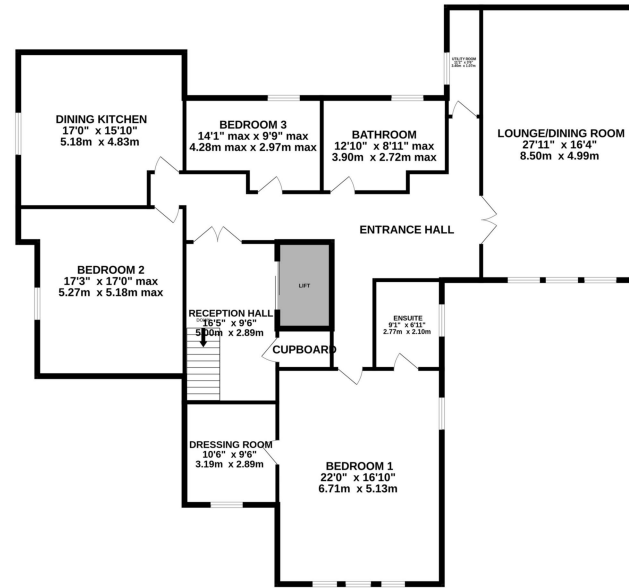 UTILITY ROOM
DINING KITCHEN
17'0" x 15'10"
5.18m x 4.83m
BEDROOM 3
14'1" max x 9'9" max
4.28m max x 2.97m max
BATHROOM
12'10" x 8'11" max
3.90m x 2.72m max
LOUNGE/DINING ROOM
27'11" x 16'4"
8.50m x 4.99m
ENTRANCE HALL
BEDROOM 2
17'3" x 17'0" max
5.27m x 5.18m max
LIFT
RECEPTION HALL
16'5" x 9'6"
5.00m x 2.89m
DOWN
ENSUITE
9'1" x 6'11"
2.77m x 2.10m
CUPBOARD
DRESSING ROOM
10'6" x 9'6"
3.19m x 2.89m
BEDROOM 1
22'0" x 16'10"
6.71m x 5.13m